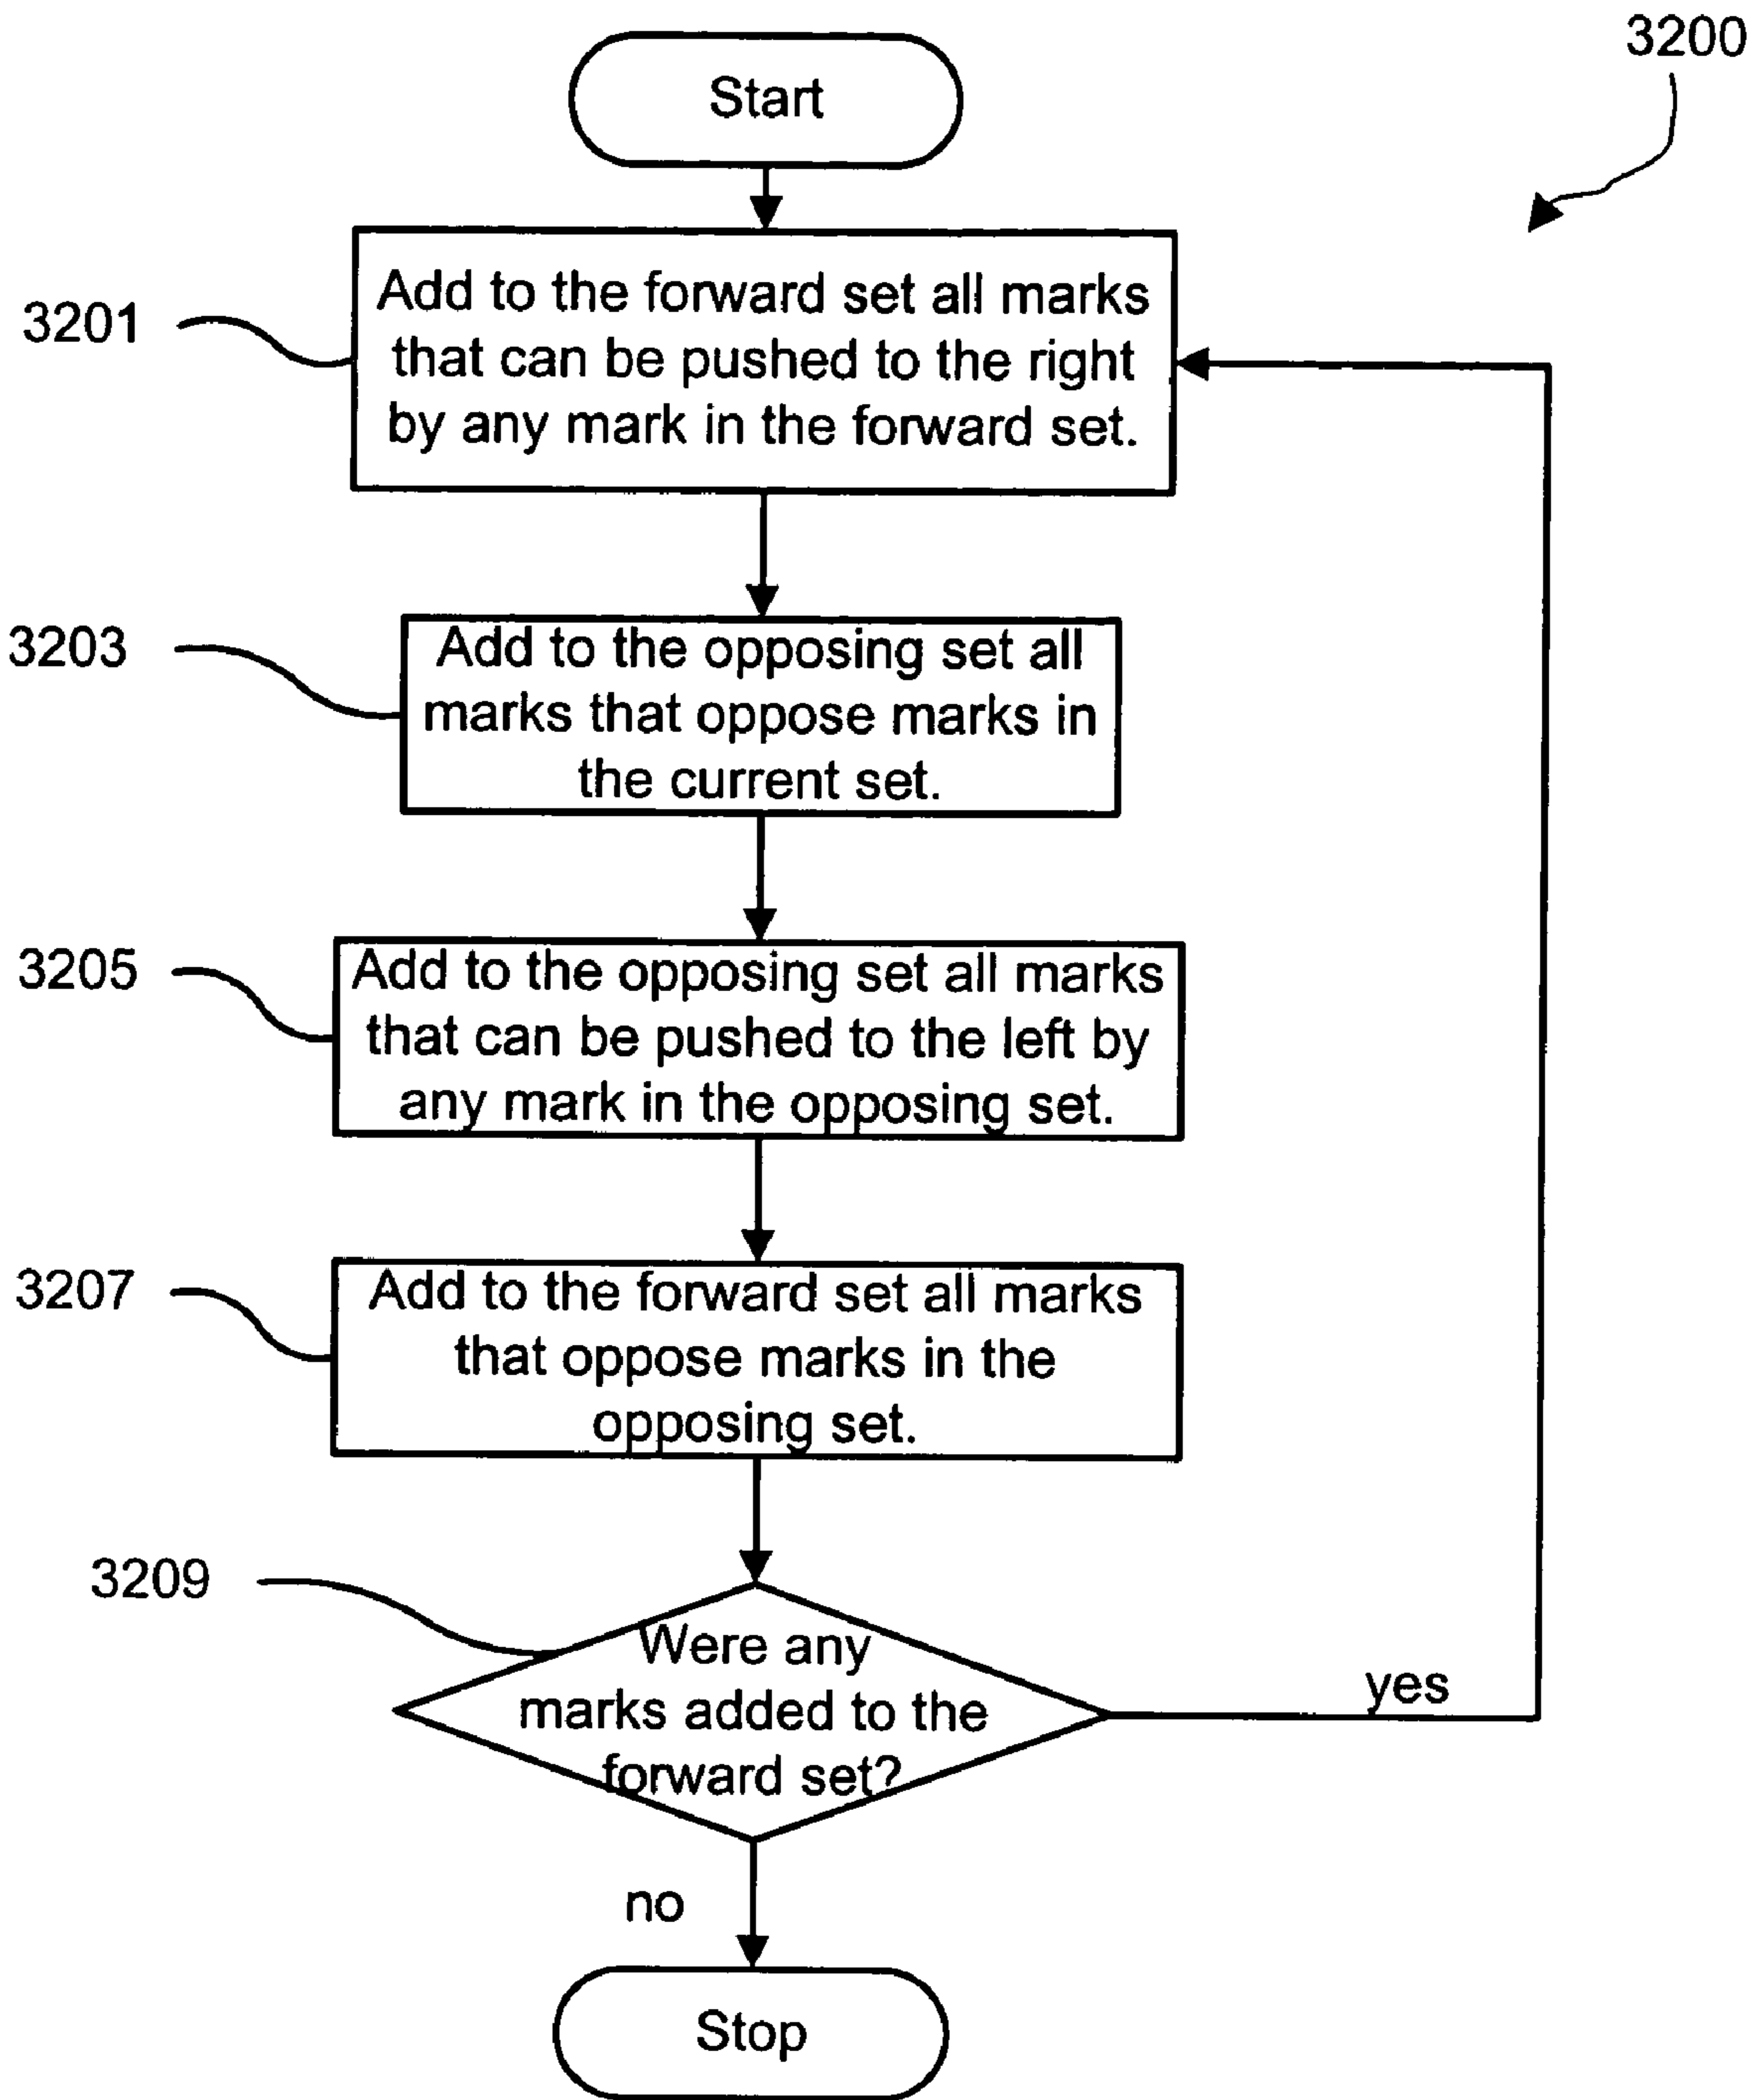 3200
Start
3201
Add to the forward set all marks
that can be pushed to the right
by any mark in the forward set.
3203
Add to the opposing set all
marks that oppose marks in
the current set.
3205
Add to the opposing set all marks
that can be pushed to the left by
any mark in the opposing set.
3207
Add to the forward set all marks
that oppose marks in the
opposing set.
3209
Were any
marks added to the
forward set?
yes
no
Stop